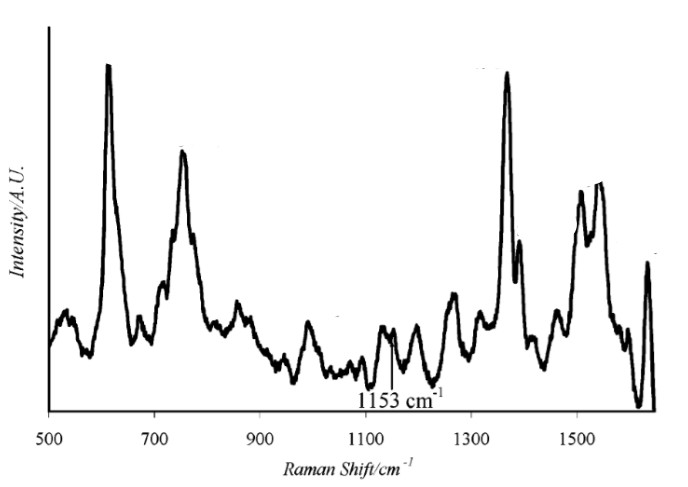 Intensity/A.U.
1153 cm⁻¹
500 700 900 1100 1300 1500
Raman Shift/cm⁻¹